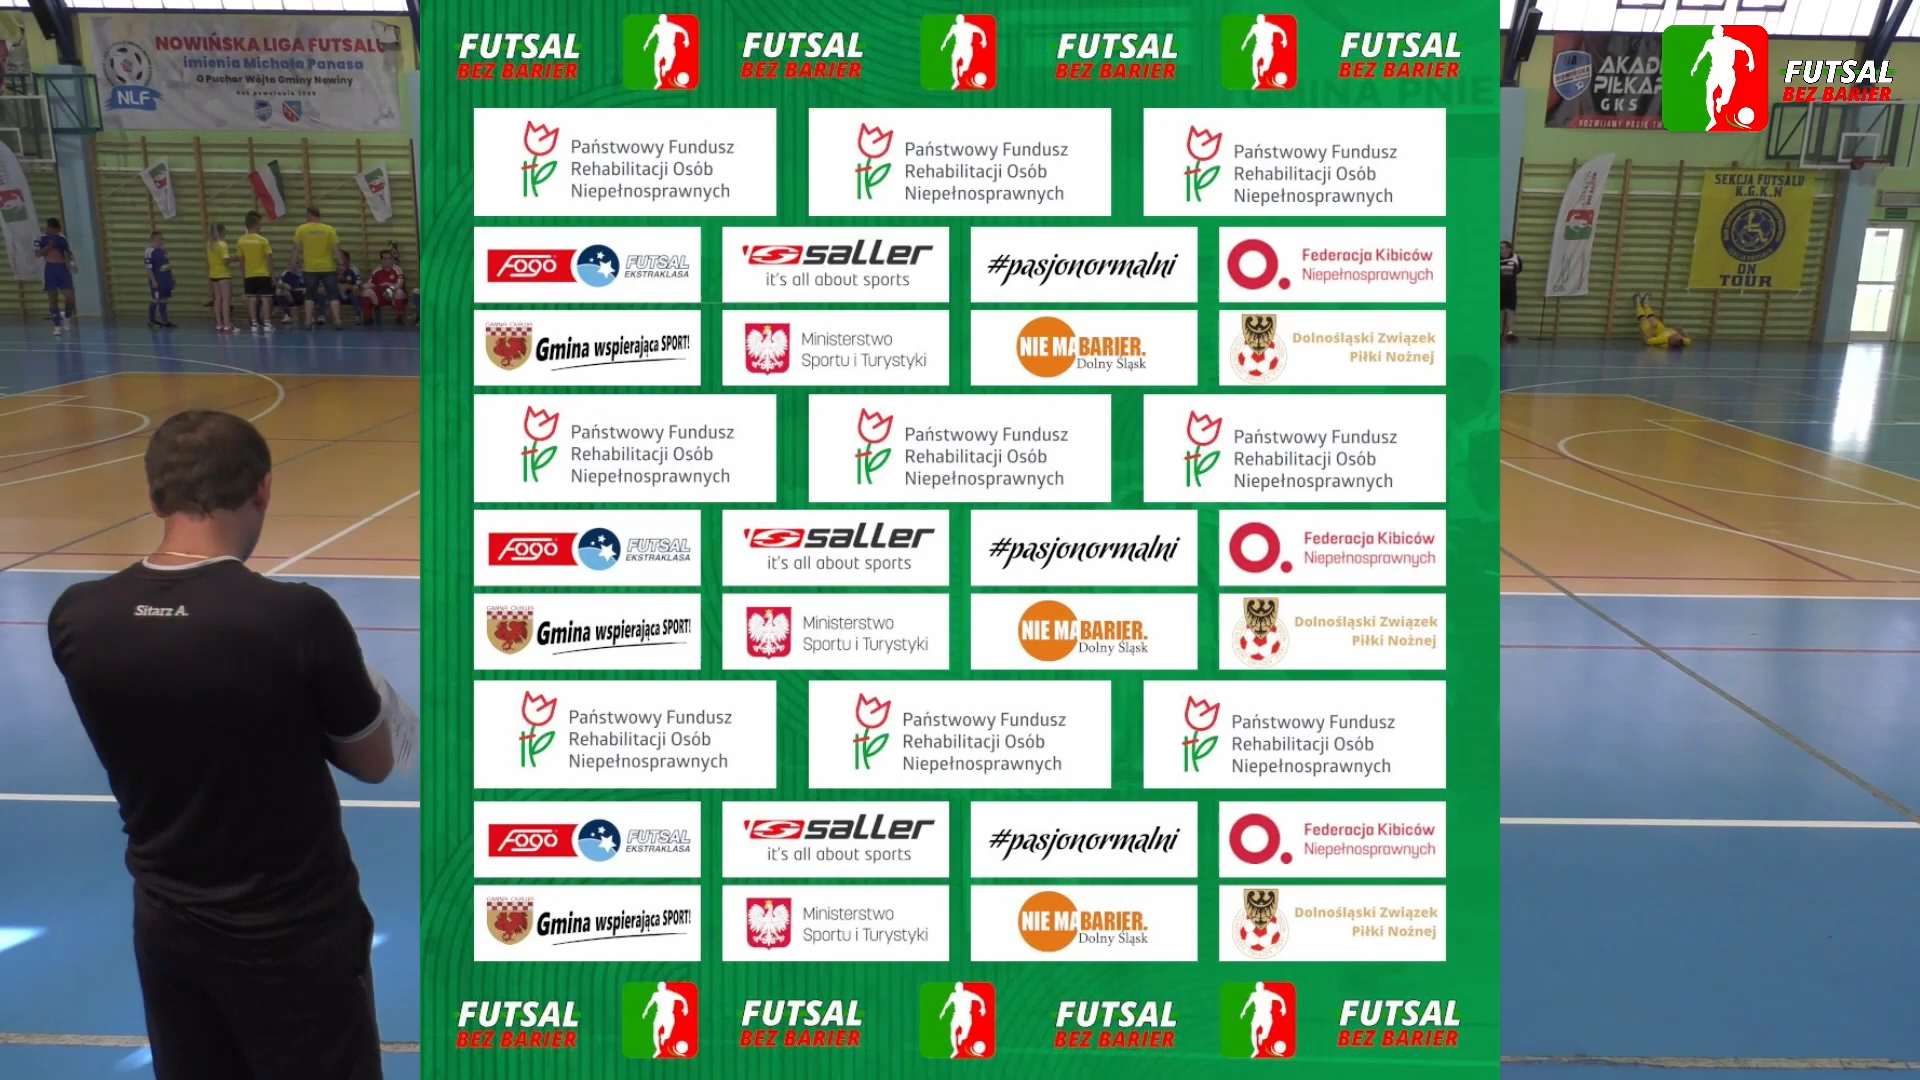 NOWIŃSKA LIGA FUTSALU
imienia Michała Panasa
O Puchar Wójta Gminy Nowiny
NLF
Sitarz A.
FUTSAL
BEZ BARIER
FUTSAL
BEZ BARIER
FUTSAL
BEZ BARIER
FUTSAL
BEZ BARIER
Państwowy Fundusz
Rehabilitacji Osób
Niepełnosprawnych
Państwowy Fundusz
Rehabilitacji Osób
Niepełnosprawnych
Państwowy Fundusz
Rehabilitacji Osób
Niepełnosprawnych
Fogo FUTSAL
EKSTRAKLASA
saller
it's all about sports
#pasjonormalni
Federacja Kibiców
Niepełnosprawnych
Gmina wspierająca SPORT!
Ministerstwo
Sportu i Turystyki
NIE MA BARIER.
Dolny Śląsk
Dolnośląski Związek
Piłki Nożnej
Państwowy Fundusz
Rehabilitacji Osób
Niepełnosprawnych
Państwowy Fundusz
Rehabilitacji Osób
Niepełnosprawnych
Państwowy Fundusz
Rehabilitacji Osób
Niepełnosprawnych
Fogo FUTSAL
EKSTRAKLASA
saller
it's all about sports
#pasjonormalni
Federacja Kibiców
Niepełnosprawnych
Gmina wspierająca SPORT!
Ministerstwo
Sportu i Turystyki
NIE MA BARIER.
Dolny Śląsk
Dolnośląski Związek
Piłki Nożnej
Państwowy Fundusz
Rehabilitacji Osób
Niepełnosprawnych
Państwowy Fundusz
Rehabilitacji Osób
Niepełnosprawnych
Państwowy Fundusz
Rehabilitacji Osób
Niepełnosprawnych
Fogo FUTSAL
EKSTRAKLASA
saller
it's all about sports
#pasjonormalni
Federacja Kibiców
Niepełnosprawnych
Gmina wspierająca SPORT!
Ministerstwo
Sportu i Turystyki
NIE MA BARIER.
Dolny Śląsk
Dolnośląski Związek
Piłki Nożnej
FUTSAL
BEZ BARIER
FUTSAL
BEZ BARIER
FUTSAL
BEZ BARIER
FUTSAL
BEZ BARIER
AKAD
PIŁKAR
GKS
FUTSAL
BEZ BARIER
SEKCJA FUTSALU
K.G.K.N
ON
TOUR